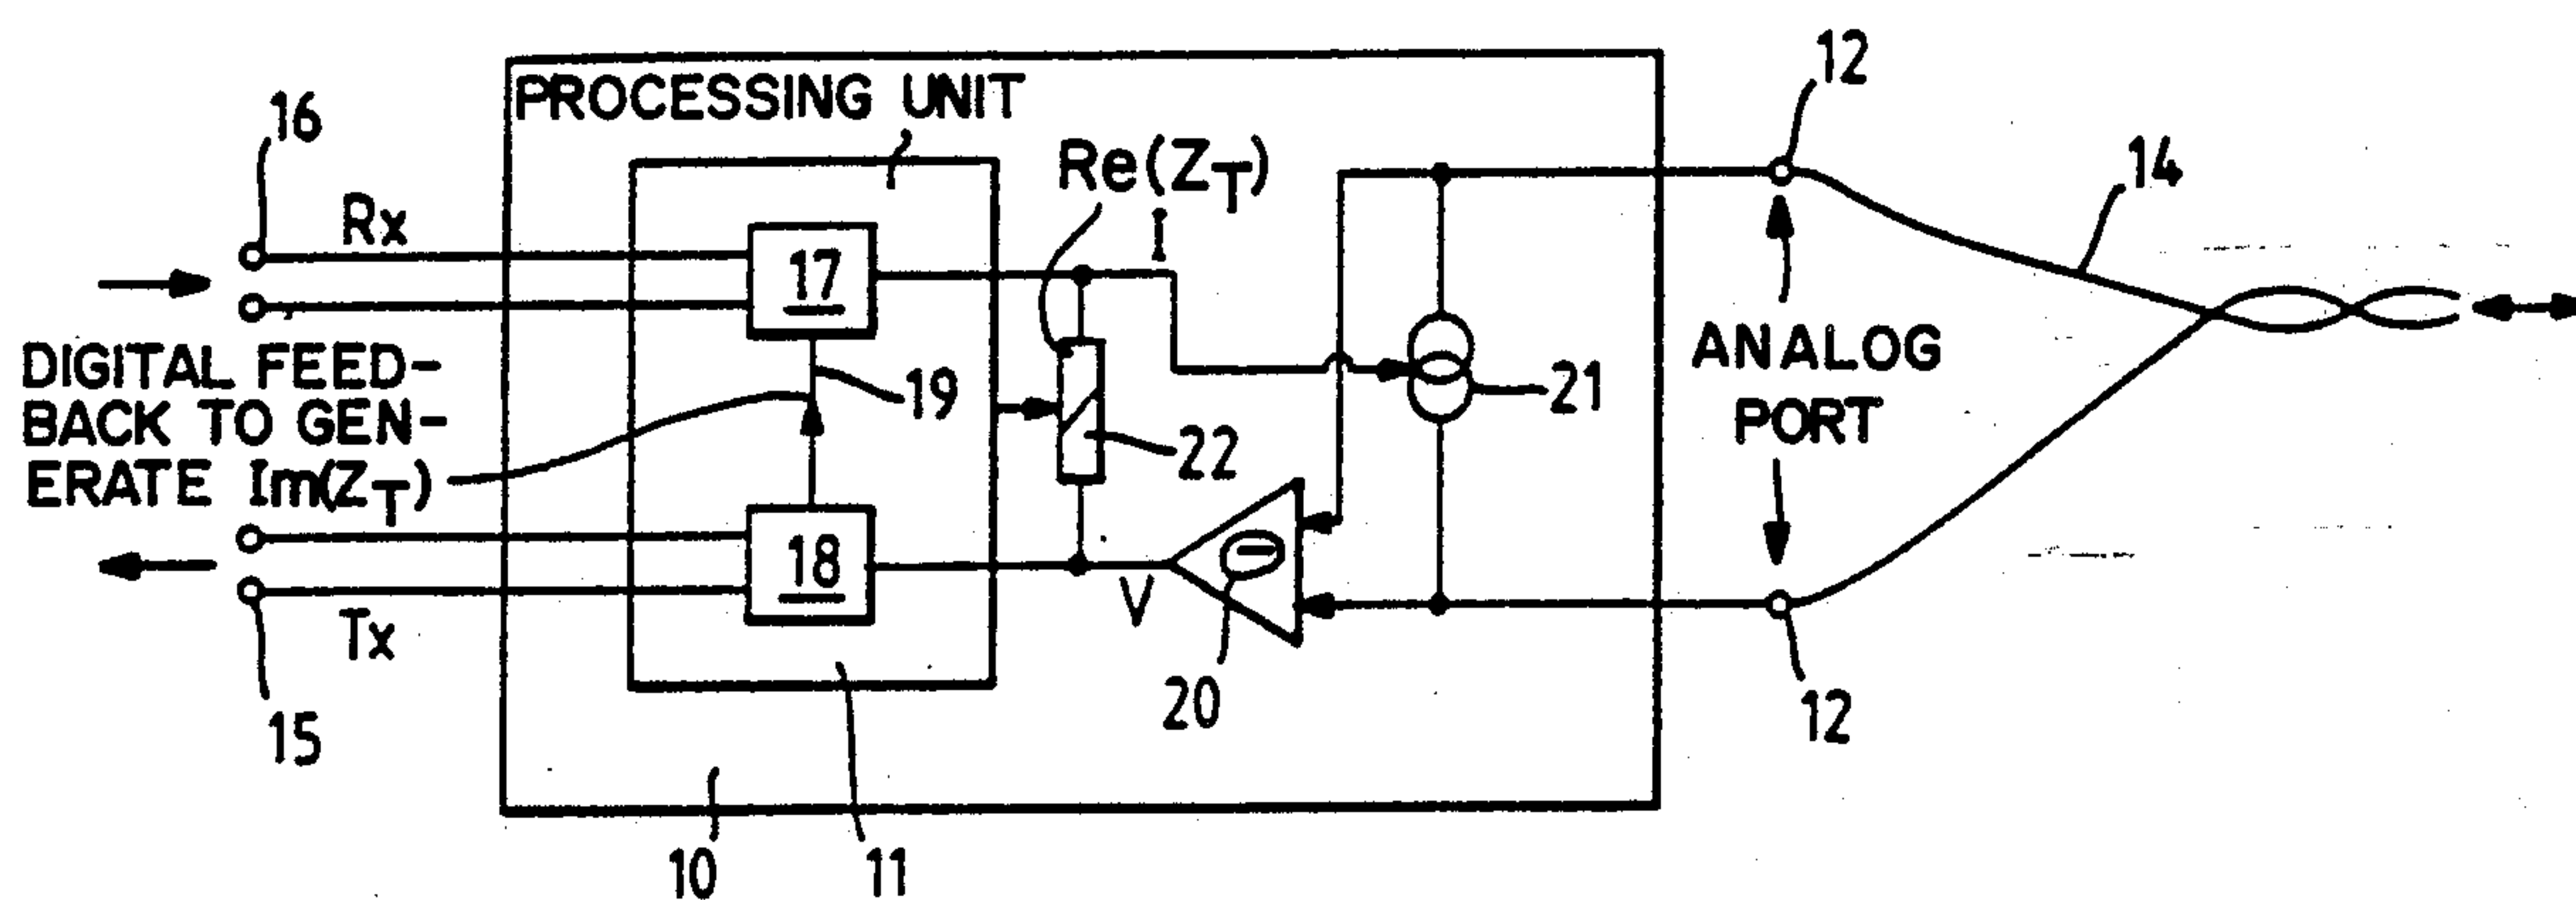 PROCESSING UNIT
12
16
Re(ZT)
14
Rx
I
17
DIGITAL FEED-
BACK TO GEN-
ERATE Im(ZT)
19
21
ANALOG
PORT
22
18
V
20
Tx
15
12
10
11